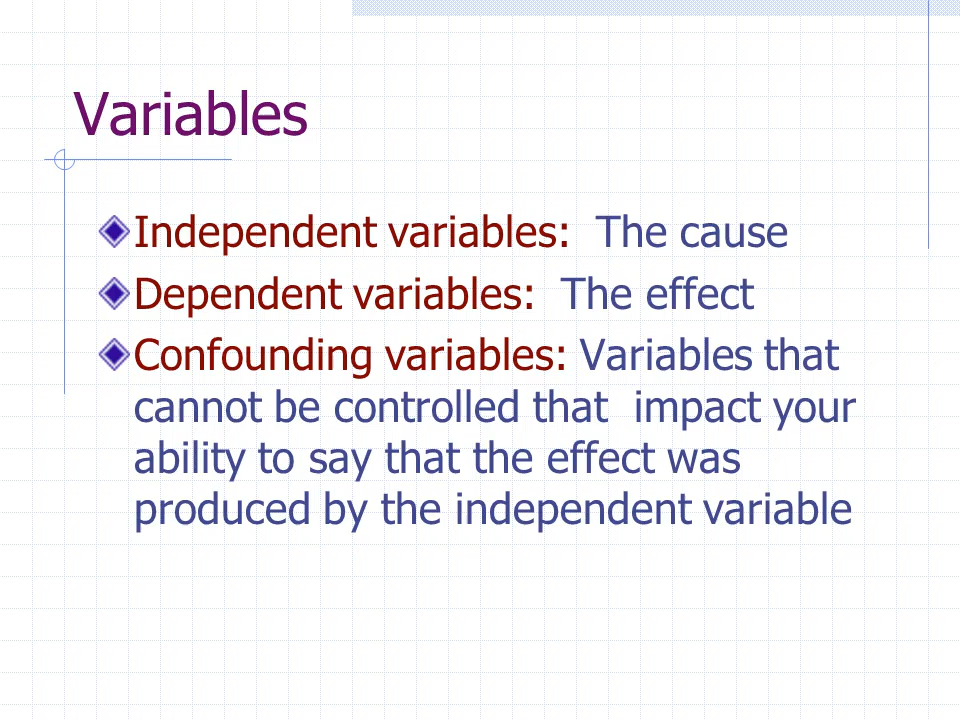 Variables
Independent variables:  The cause
Dependent variables:  The effect
Confounding variables: Variables that
cannot be controlled that  impact your
ability to say that the effect was
produced by the independent variable